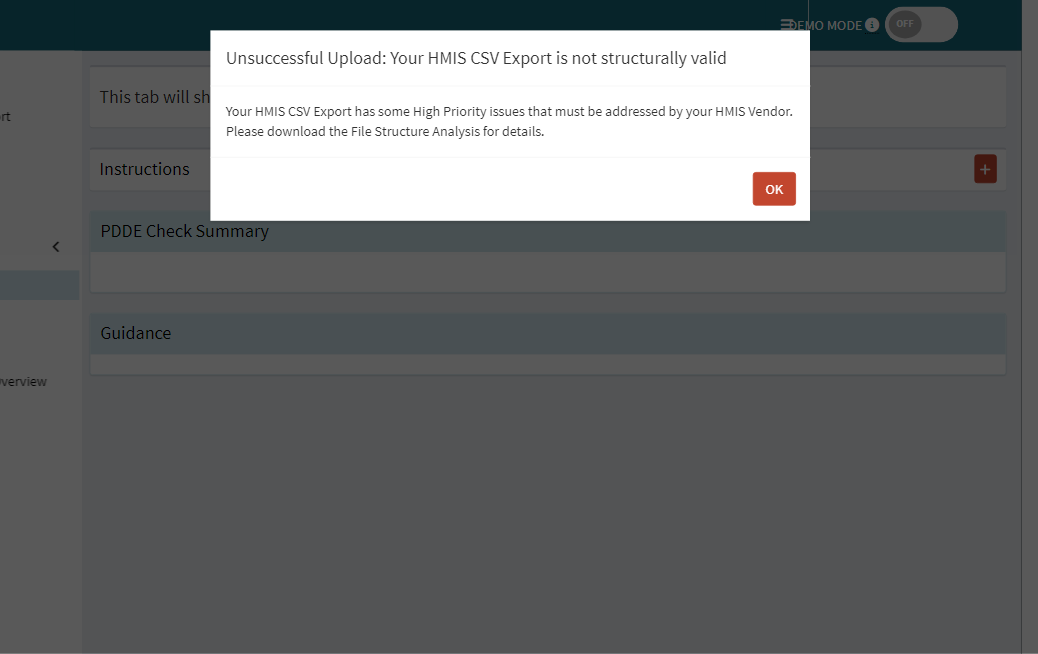 DEMO MODE
OFF
Unsuccessful Upload: Your HMIS CSV Export is not structurally valid
Your HMIS CSV Export has some High Priority issues that must be addressed by your HMIS Vendor.
Please download the File Structure Analysis for details.
OK
This tab will sh
rt
Instructions
+
PDDE Check Summary
Guidance
verview